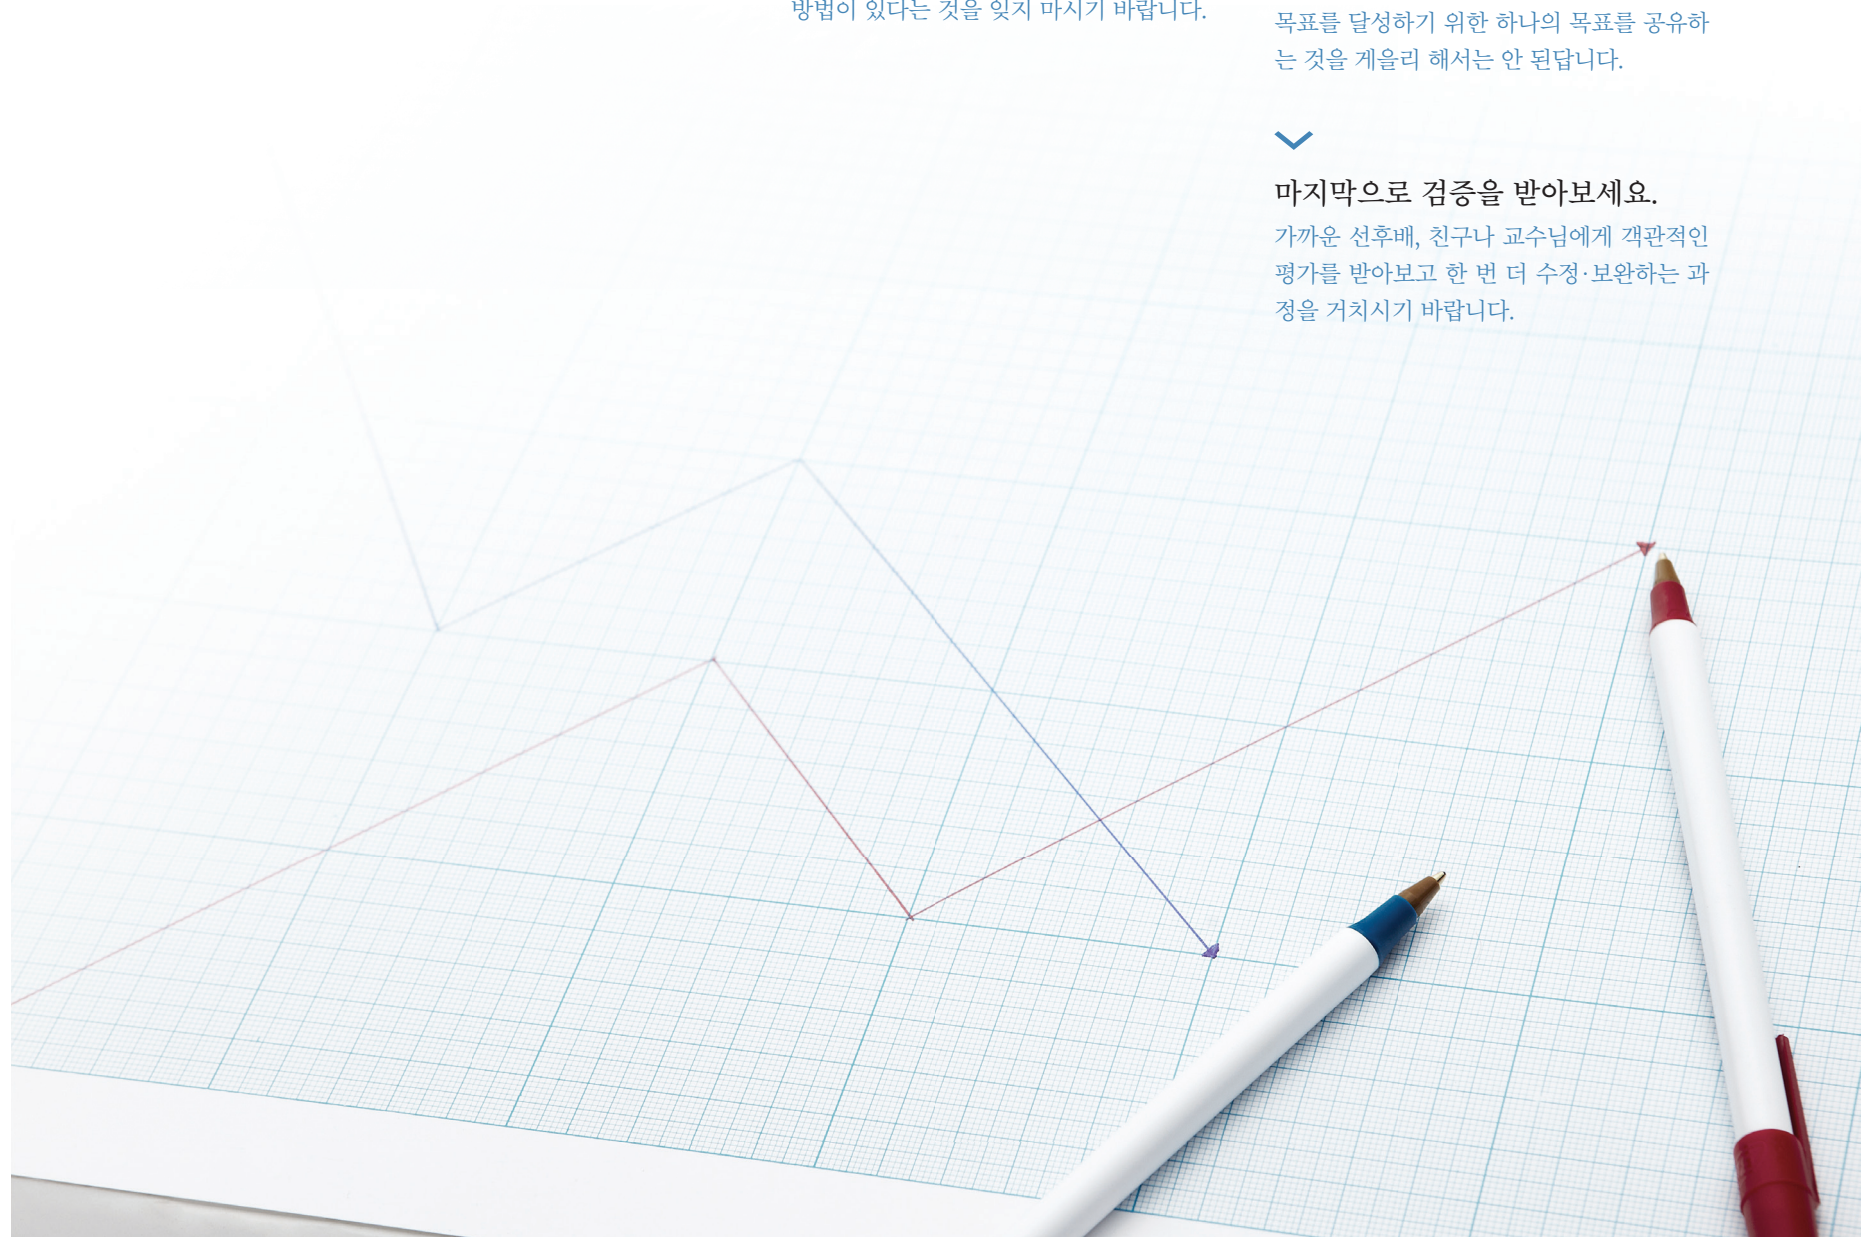 방법이 있다는 것을 잊지 마시기 바랍니다.
목표를 달성하기 위한 하나의 목표를 공유하
는 것을 게을리 해서는 안 된답니다.
마지막으로 검증을 받아보세요.
가까운 선후배, 친구나 교수님에게 객관적인
평가를 받아보고 한 번 더 수정·보완하는 과
정을 거치시기 바랍니다.